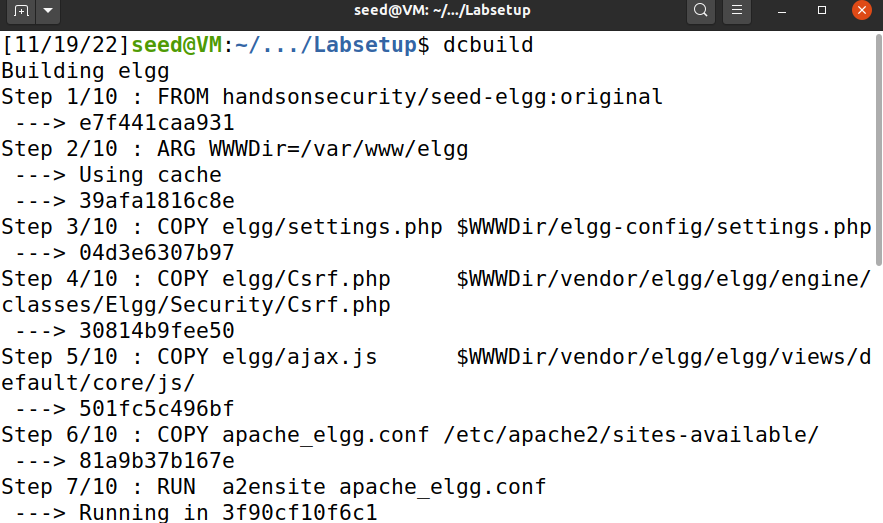 seed@VM: ~/.../Labsetup
[11/19/22]seed@VM:~/.../Labsetup$ dcbuild
Building elgg
Step 1/10 : FROM handsonsecurity/seed-elgg:original
 ---> e7f441caa931
Step 2/10 : ARG WWWDir=/var/www/elgg
 ---> Using cache
 ---> 39afa1816c8e
Step 3/10 : COPY elgg/settings.php $WWWDir/elgg-config/settings.php
 ---> 04d3e6307b97
Step 4/10 : COPY elgg/Csrf.php     $WWWDir/vendor/elgg/elgg/engine/
classes/Elgg/Security/Csrf.php
 ---> 30814b9fee50
Step 5/10 : COPY elgg/ajax.js      $WWWDir/vendor/elgg/elgg/views/d
efault/core/js/
 ---> 501fc5c496bf
Step 6/10 : COPY apache_elgg.conf /etc/apache2/sites-available/
 ---> 81a9b37b167e
Step 7/10 : RUN  a2ensite apache_elgg.conf
 ---> Running in 3f90cf10f6c1